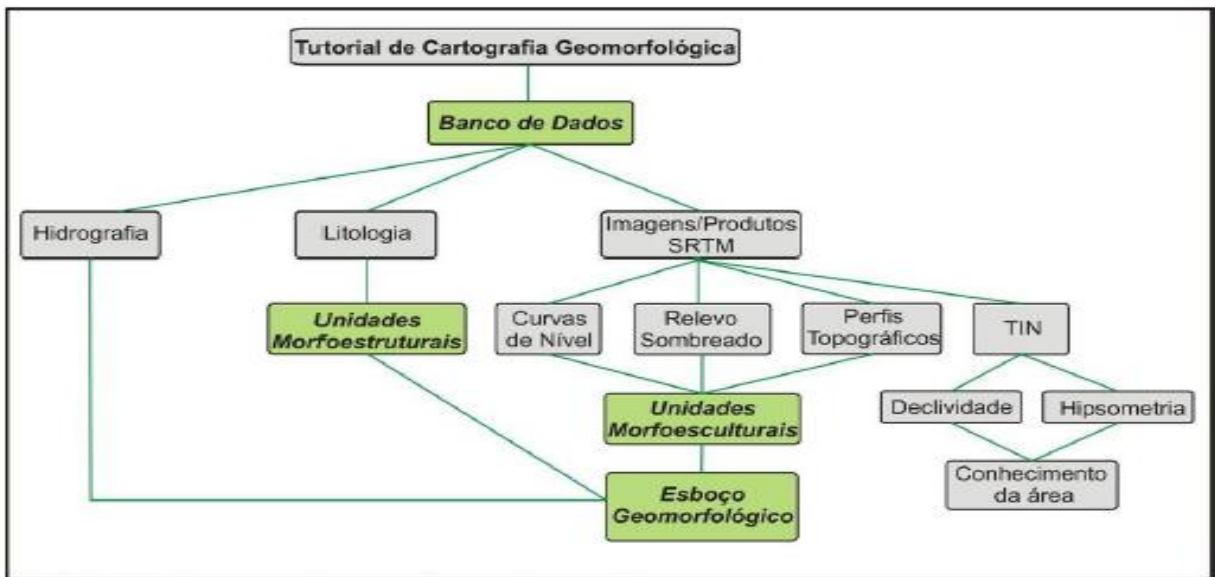 Tutorial de Cartografia Geomorfológica
Banco de Dados
Hidrografia
Litologia
Imagens/Produtos
SRTM
Unidades
Morfoestruturais
Curvas
de Nível
Relevo
Sombreado
Perfis
Topográficos
TIN
Declividade
Hipsometria
Unidades
Morfoesculturais
Conhecimento
da área
Esboço
Geomorfológico